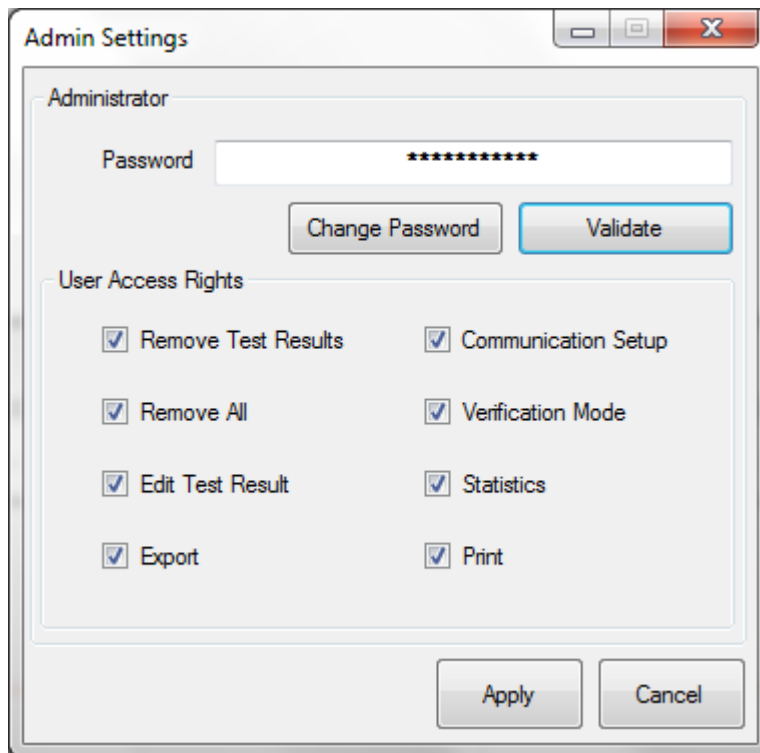 Admin Settings
Administrator
Password ***********
Change Password Validate
User Access Rights
Remove Test Results Communication Setup
Remove All Verification Mode
Edit Test Result Statistics
Export Print
Apply Cancel